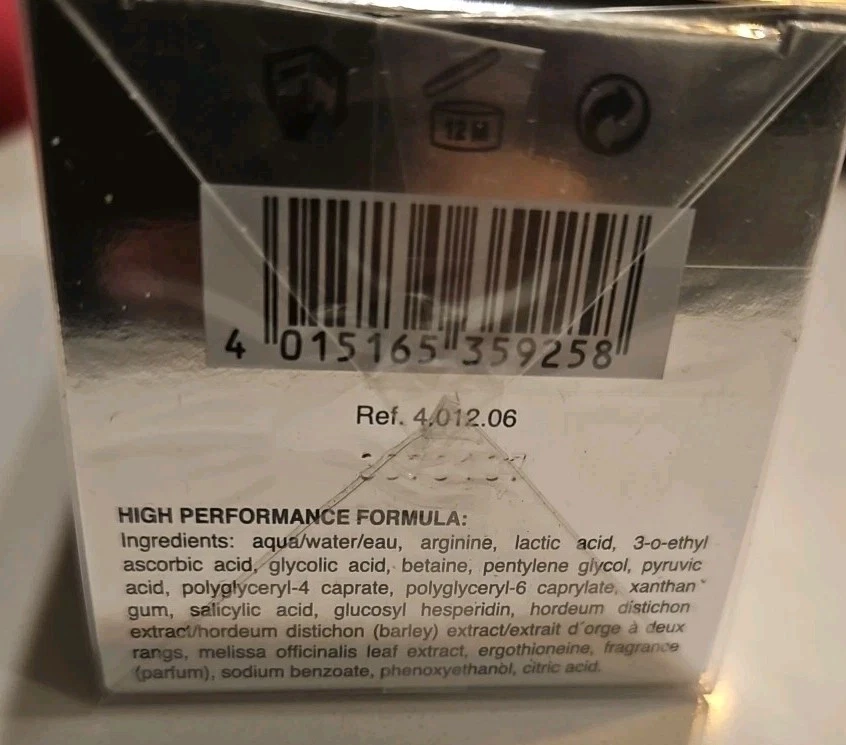 12 M
4 015165 359258
Ref. 4.012.06
HIGH PERFORMANCE FORMULA:
Ingredients: aqua/water/eau, arginine, lactic acid, 3-o-ethyl
ascorbic acid, glycolic acid, betaine, pentylene glycol, pyruvic
acid, polyglyceryl-4 caprate, polyglyceryl-6 caprylate, xanthan
gum, salicylic acid, glucosyl hesperidin, hordeum distichon
extract/hordeum distichon (barley) extract/extrait d´orge à deux
rangs, melissa officinalis leaf extract, ergothioneine, fragrance
(parfum), sodium benzoate, phenoxyethanol, citric acid.